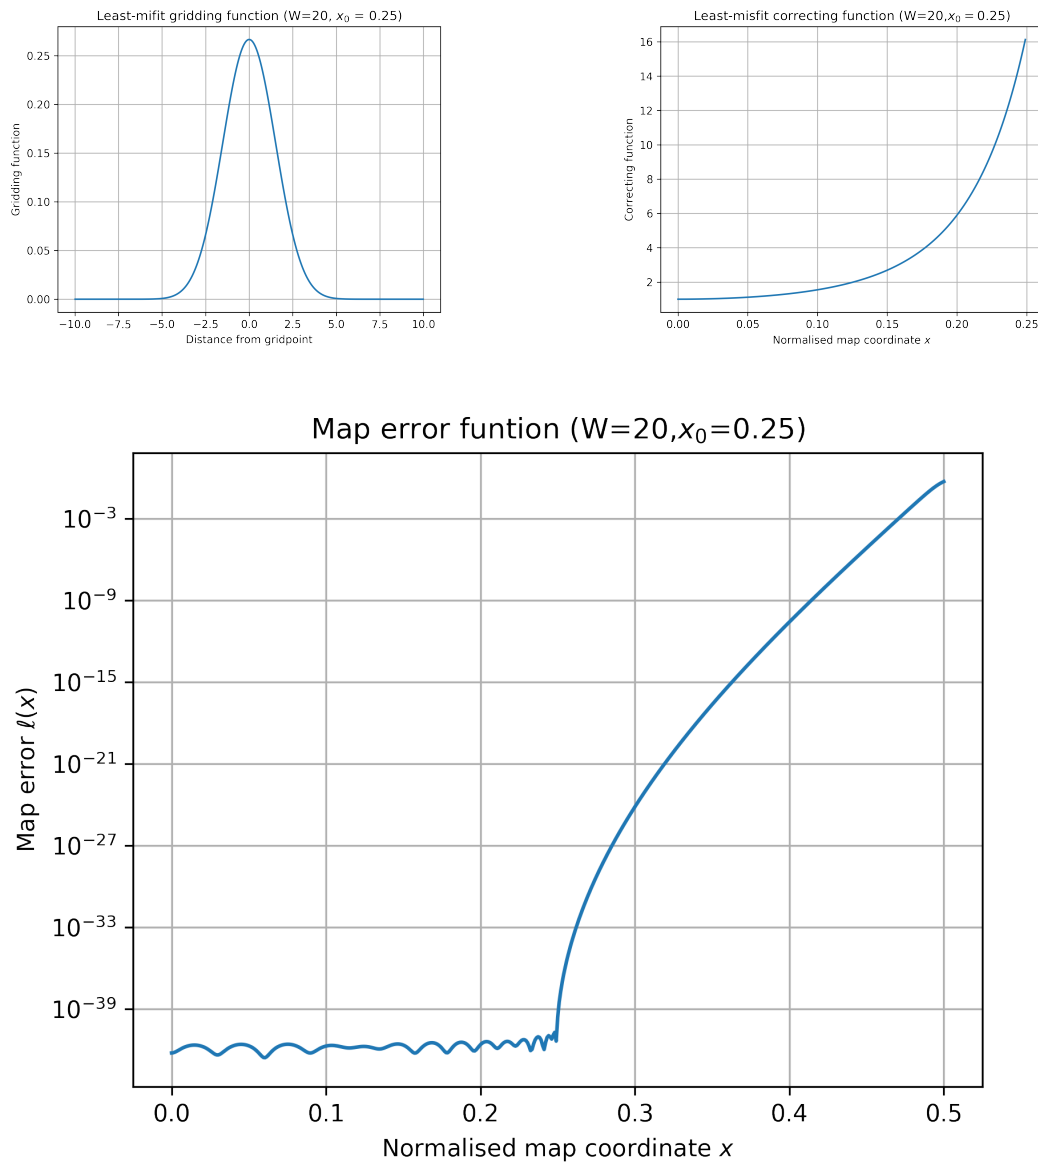 Least-mifit gridding function (W=20, x₀ = 0.25)
Gridding function
0.25
0.20
0.15
0.10
0.05
0.00
−10.0 −7.5 −5.0 −2.5 0.0 2.5 5.0 7.5 10.0
Distance from gridpoint
Least-misfit correcting function (W=20,x₀ = 0.25)
Correcting function
16
14
12
10
8
6
4
2
0.00 0.05 0.10 0.15 0.20 0.25
Normalised map coordinate x
Map error funtion (W=20,x₀=0.25)
Map error ℓ(x)
10⁻³
10⁻⁹
10⁻¹⁵
10⁻²¹
10⁻²⁷
10⁻³³
10⁻³⁹
0.0 0.1 0.2 0.3 0.4 0.5
Normalised map coordinate x